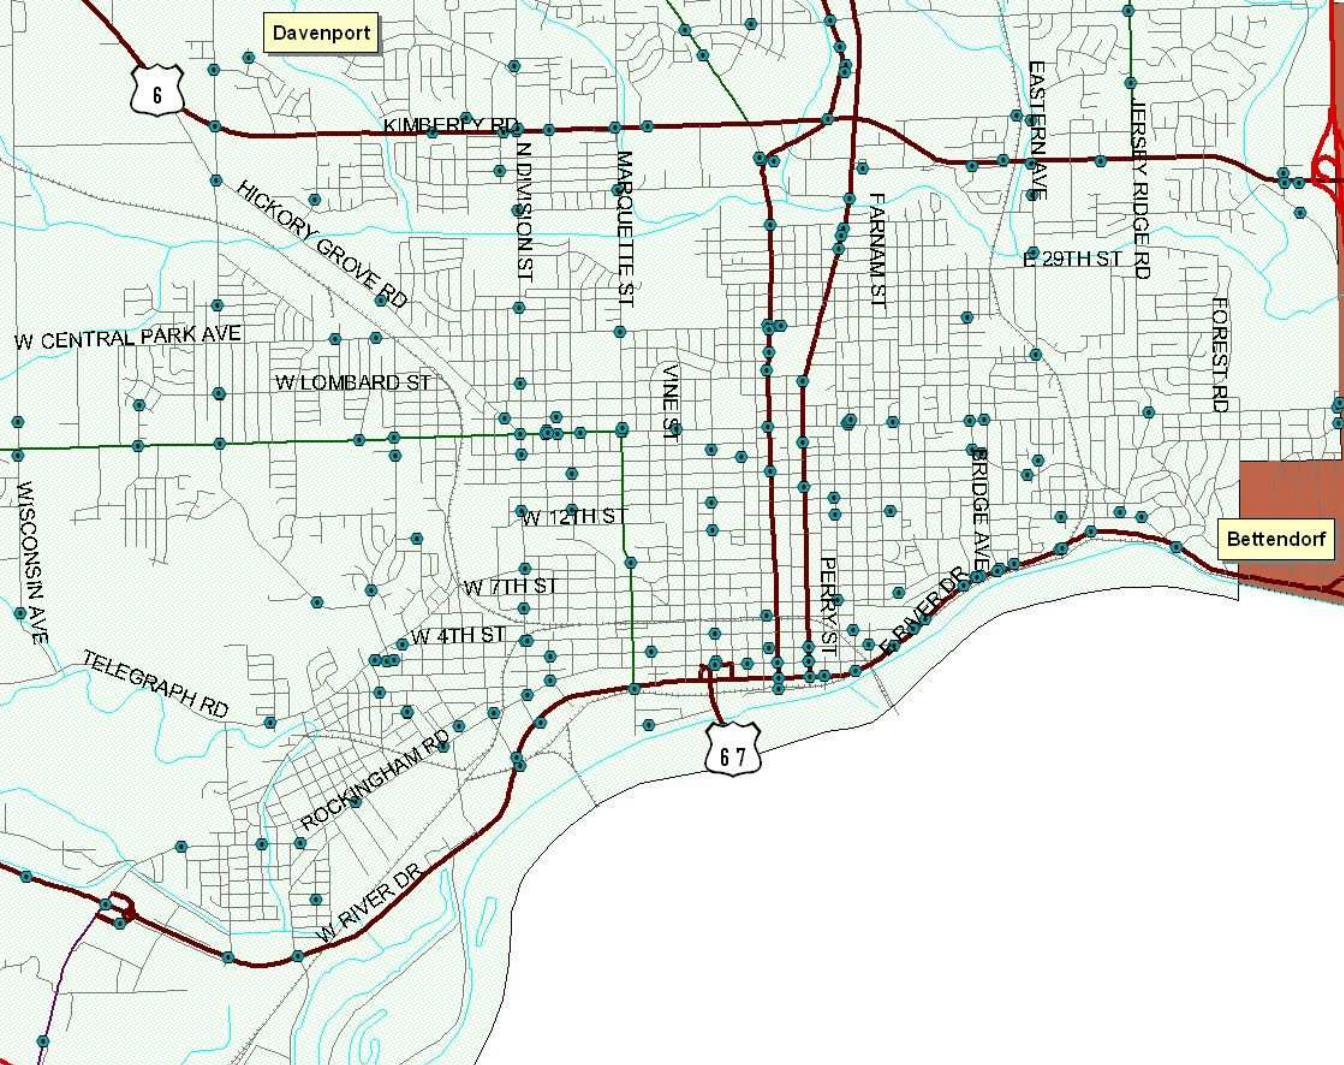 Davenport
6
KIMBERLY RD
EASTERN AVE
JERSEY RIDGE RD
N DIVISION ST
MARQUETTE ST
HICKORY GROVE RD
FARNAM ST
E 29TH ST
W CENTRAL PARK AVE
FOREST RD
W LOMBARD ST
VINE ST
BRIDGE AVE
WISCONSIN AVE
W 12TH ST
Bettendorf
W 7TH ST
PERRY ST
E RIVER DR
W 4TH ST
TELEGRAPH RD
67
ROCKINGHAM RD
W RIVER DR